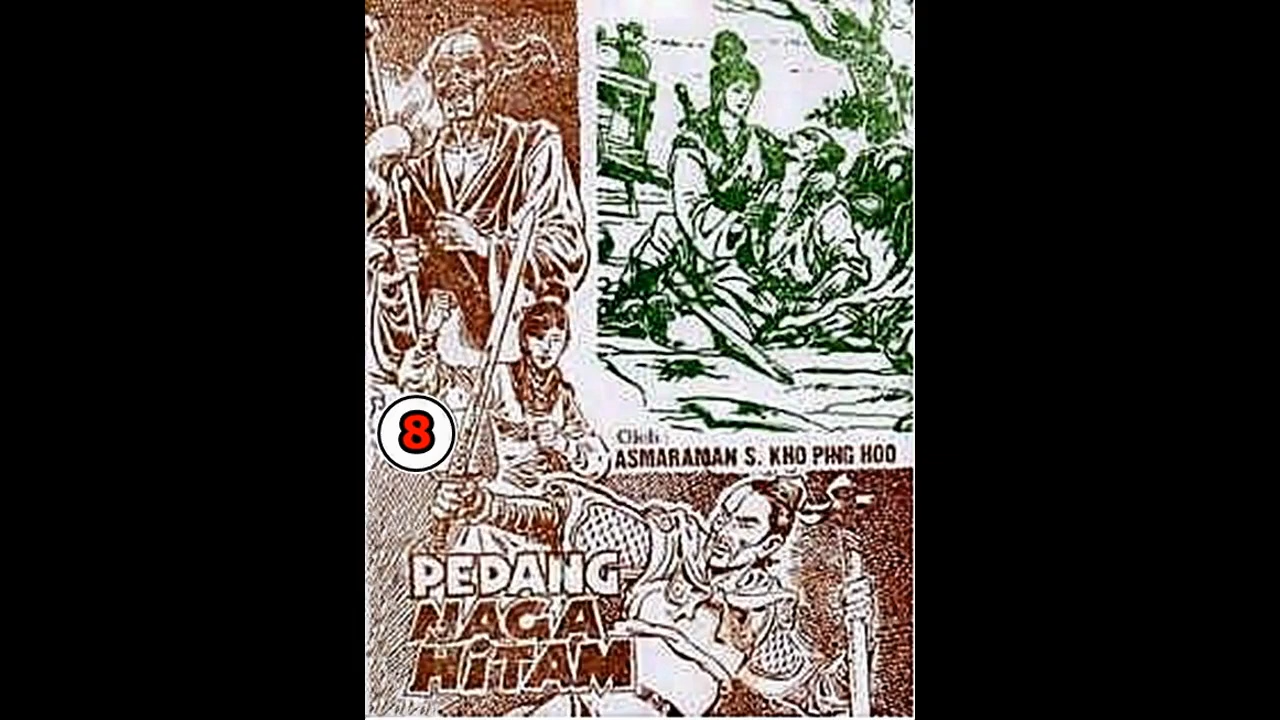 8
Oleh :
ASMARAMAN S. KHO PING HOO
PEDANG
NAGA
HITAM